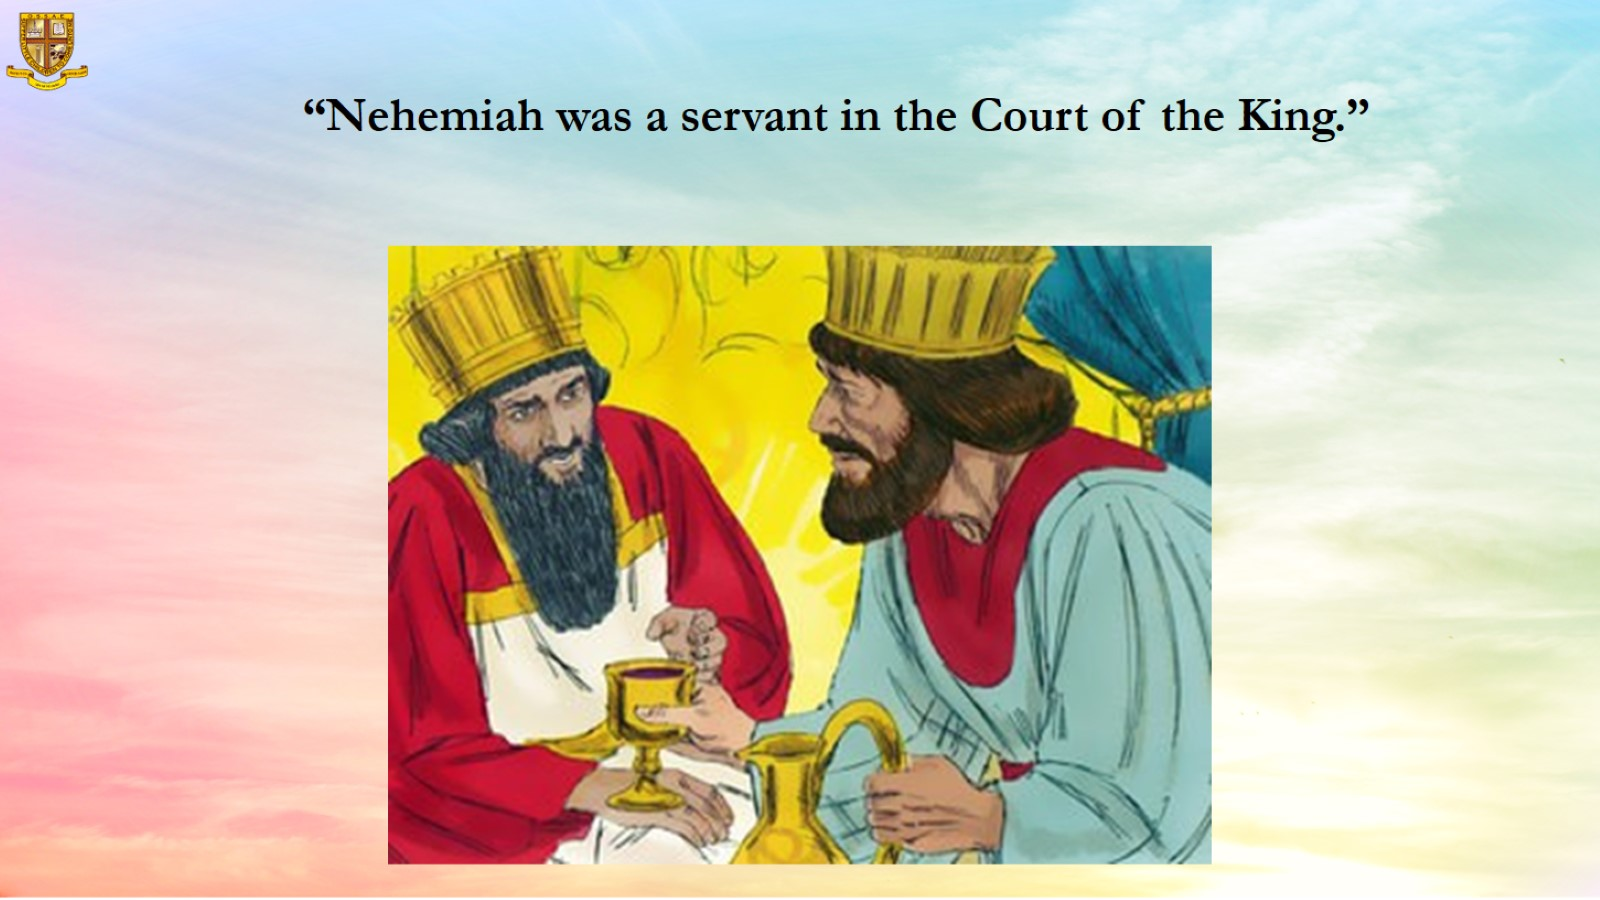 “Nehemiah was a servant in the Court of the King.”